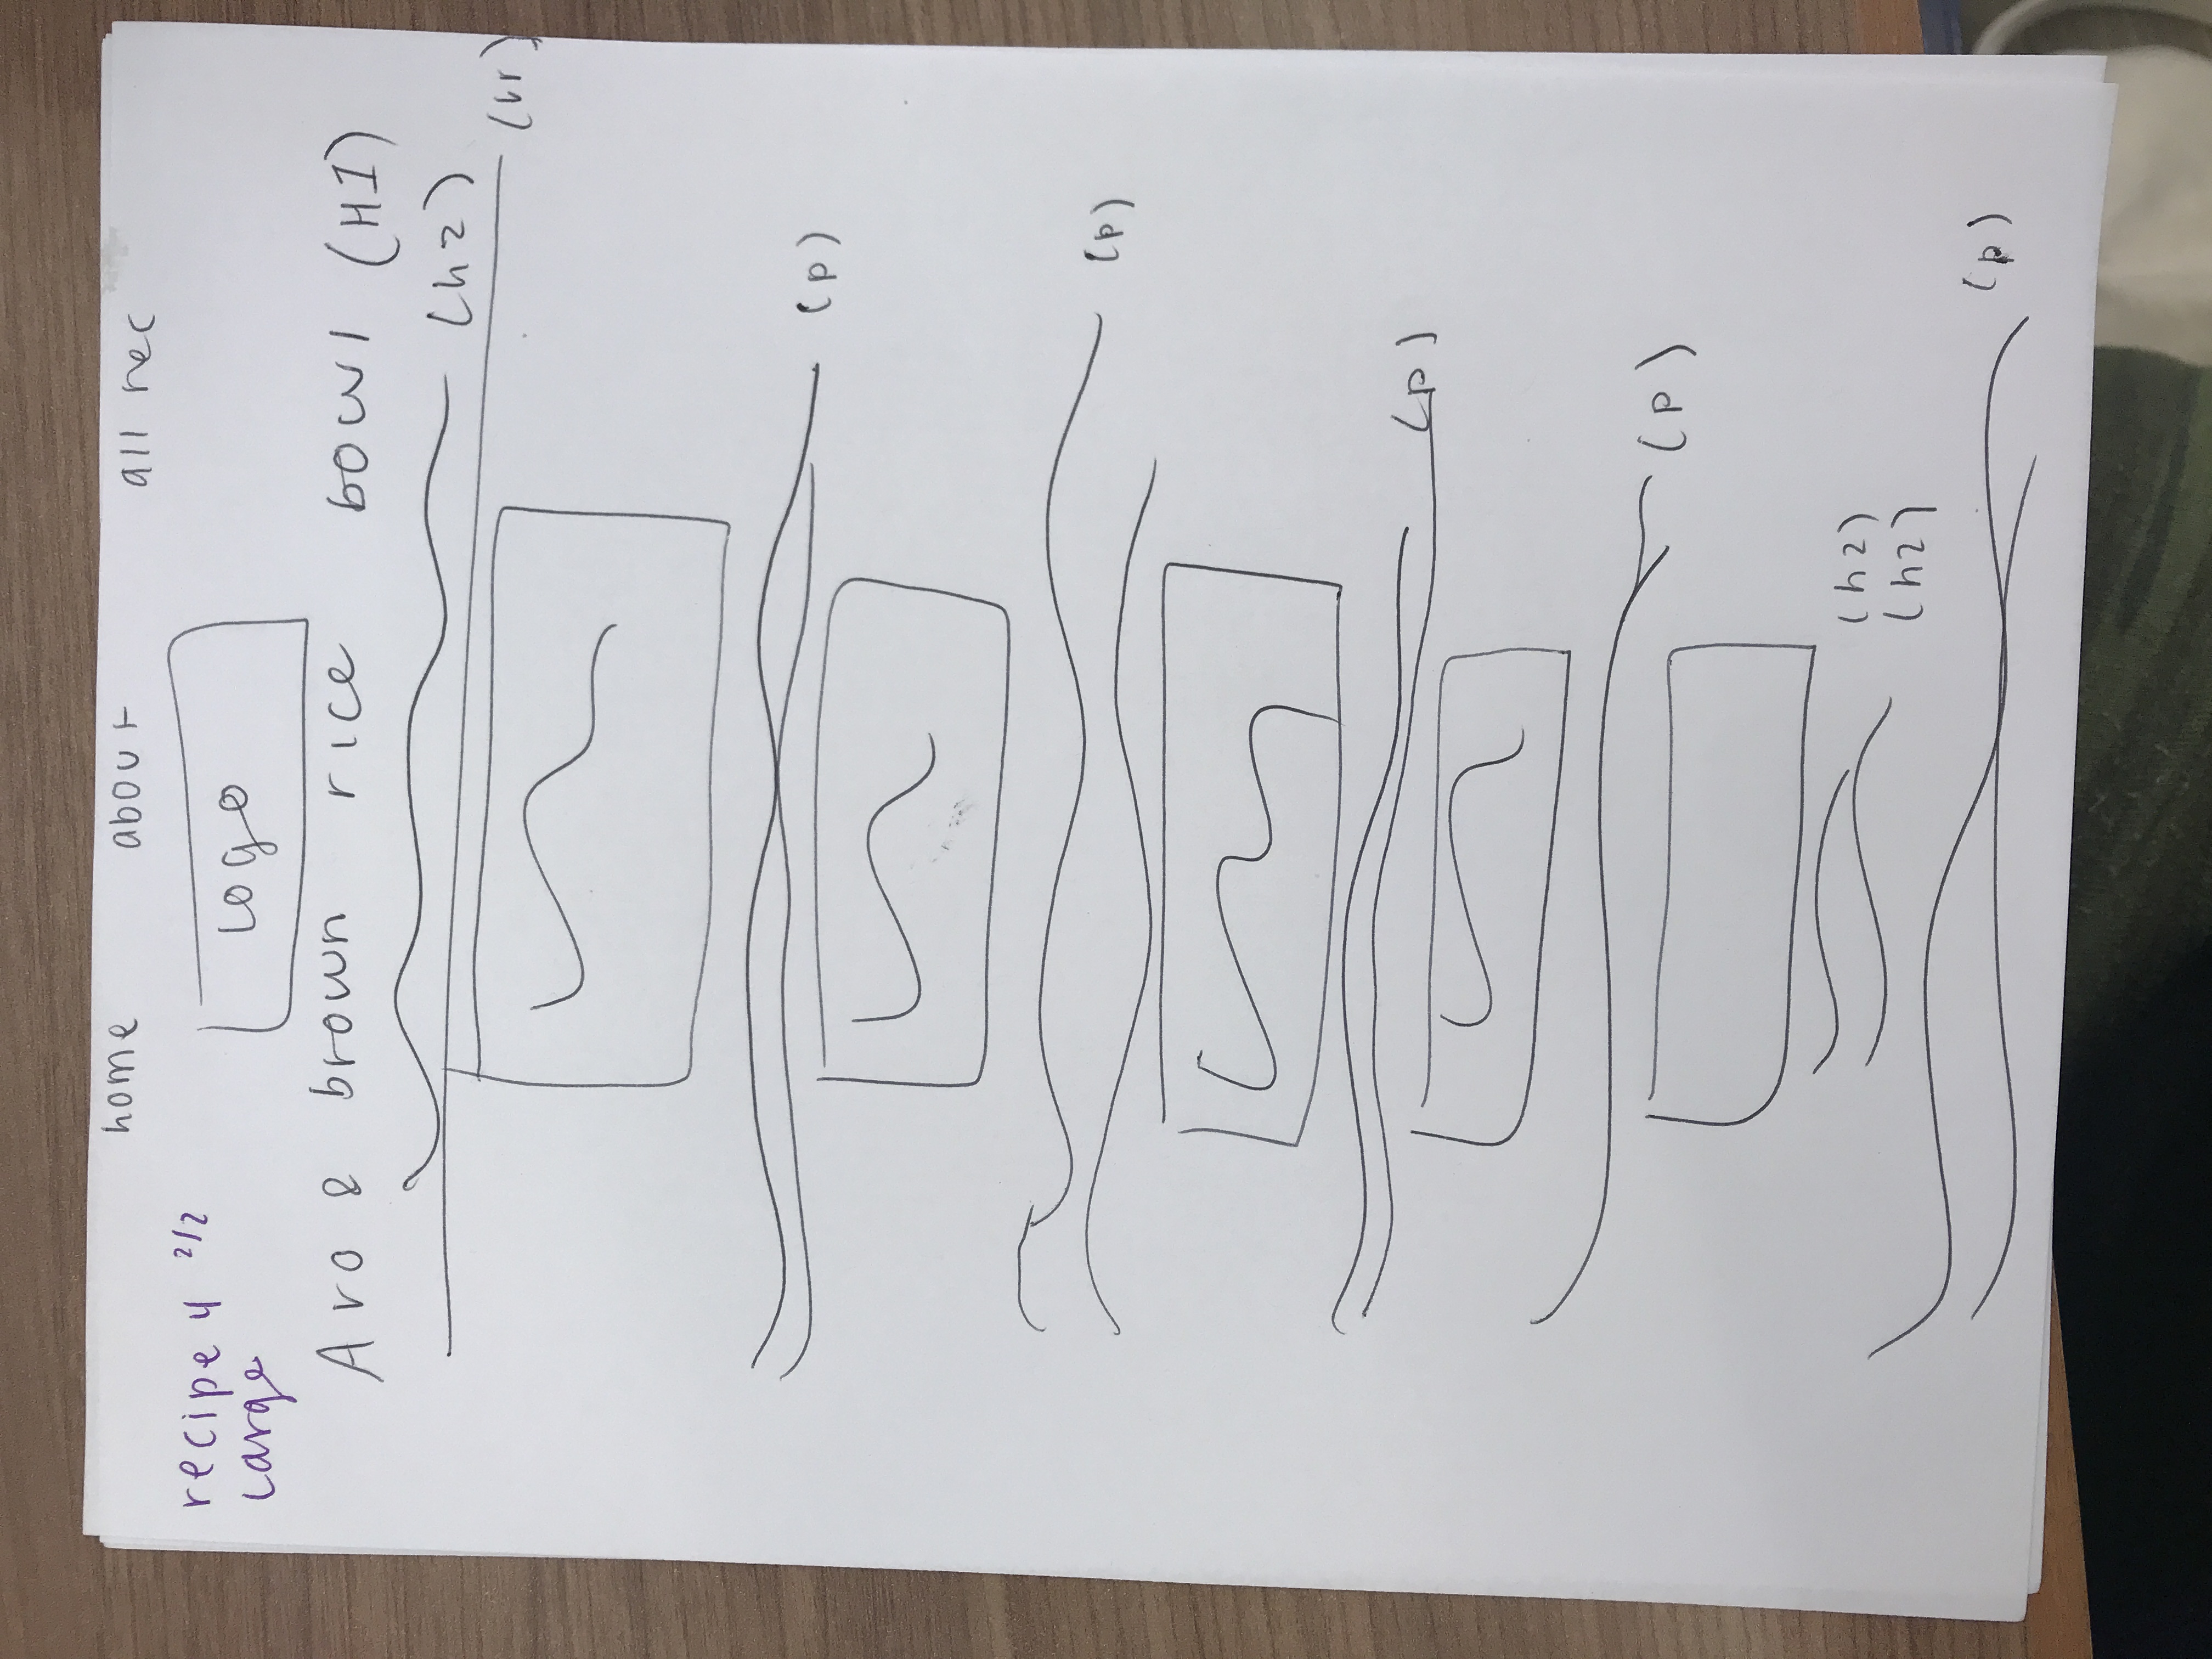 home about all rec
recipe 4 2/2
Large
Logo
Avo & brown rice bowl (H1)
(h2)
(hr)
(p)
(p)
(p)
(p)
(h2)
(h2)
(p)